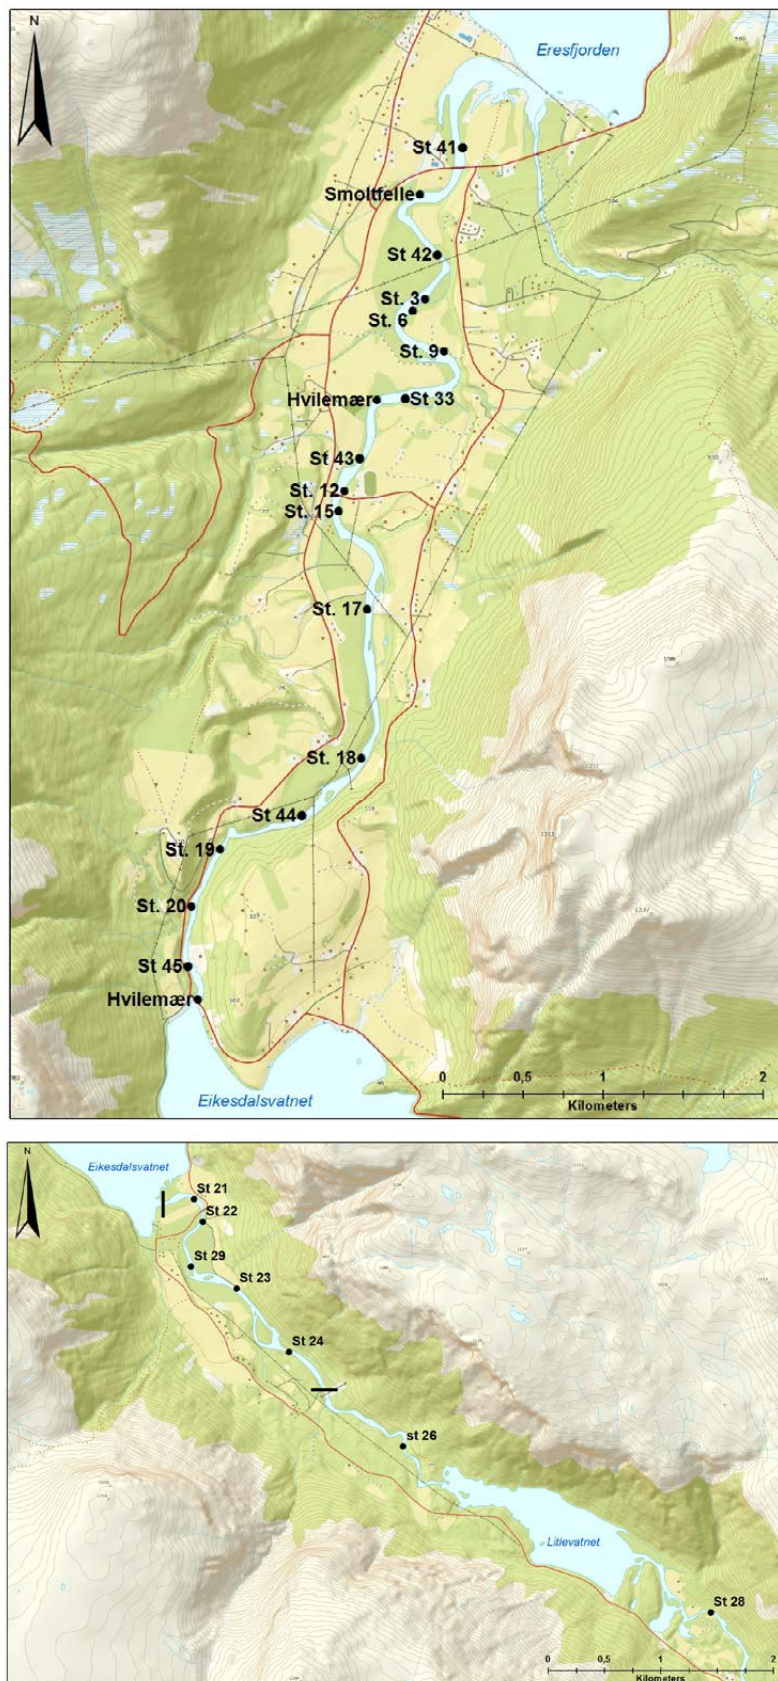 N
Eresfjorden
St 41
Smoltfelle
St 42
St. 3
St. 6
St. 9
Hvilemær
St 33
St 43
St. 12
St. 15
St. 17
St. 18
St 44
St. 19
St. 20
St 45
Hvilemær
Eikesdalsvatnet
0 0,5 1 2
Kilometers
N
Eikesdalsvatnet
St 21
St 22
St 29
St 23
St 24
st 26
Litlevatnet
St 28
0 0,5 1 2
Kilometers